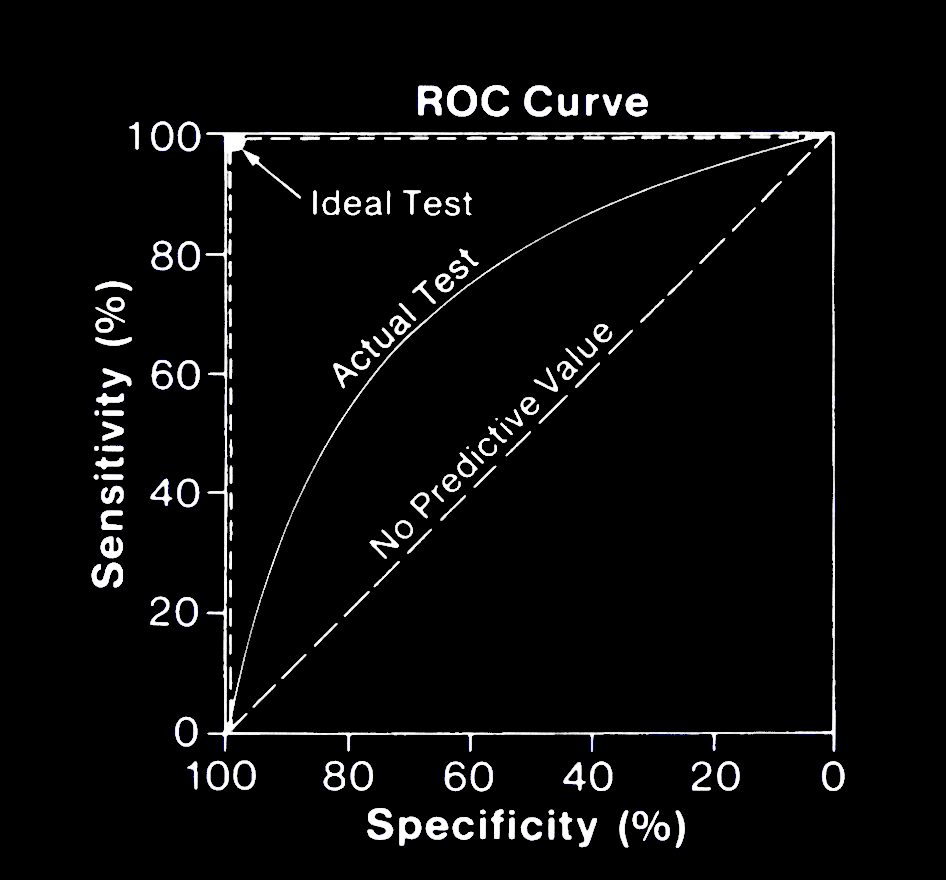 ROC Curve
100
Ideal Test
80
Actual Test
60
No Predictive Value
40
20
0
Sensitivity (%)
100 80 60 40 20 0
Specificity (%)